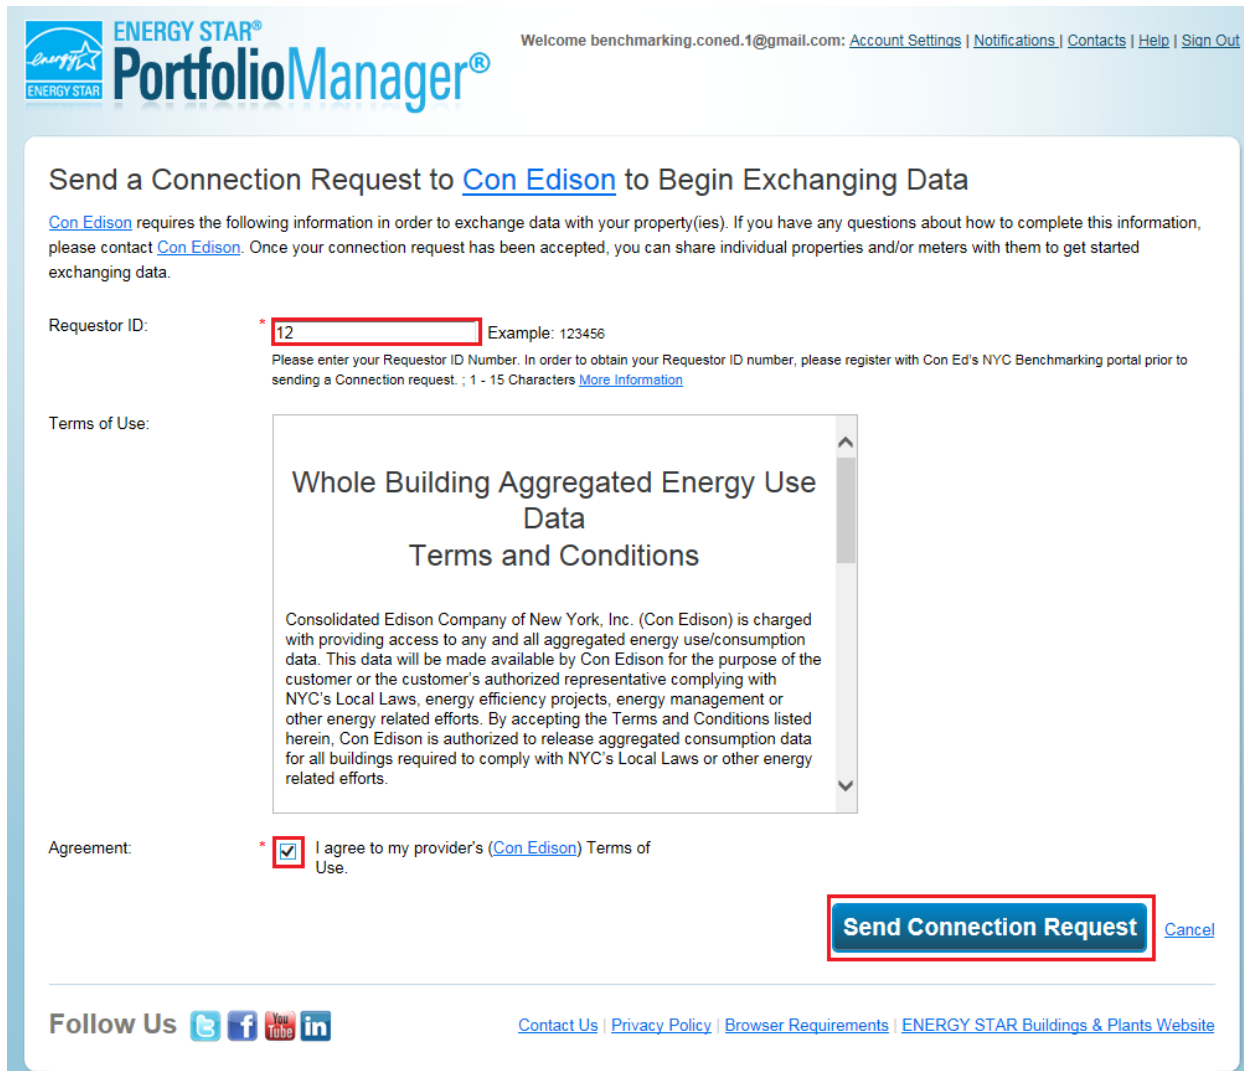 ENERGY STAR®
PortfolioManager®
energy
ENERGY STAR
Welcome benchmarking.coned.1@gmail.com: Account Settings | Notifications | Contacts | Help | Sign Out
Send a Connection Request to Con Edison to Begin Exchanging Data
Con Edison requires the following information in order to exchange data with your property(ies). If you have any questions about how to complete this information,
please contact Con Edison. Once your connection request has been accepted, you can share individual properties and/or meters with them to get started
exchanging data.
Requestor ID:
* 12 Example: 123456
Please enter your Requestor ID Number. In order to obtain your Requestor ID number, please register with Con Ed's NYC Benchmarking portal prior to
sending a Connection request. ; 1 - 15 Characters More Information
Terms of Use:
Whole Building Aggregated Energy Use
Data
Terms and Conditions
Consolidated Edison Company of New York, Inc. (Con Edison) is charged
with providing access to any and all aggregated energy use/consumption
data. This data will be made available by Con Edison for the purpose of the
customer or the customer's authorized representative complying with
NYC's Local Laws, energy efficiency projects, energy management or
other energy related efforts. By accepting the Terms and Conditions listed
herein, Con Edison is authorized to release aggregated consumption data
for all buildings required to comply with NYC's Local Laws or other energy
related efforts.
Agreement:
* I agree to my provider's (Con Edison) Terms of
Use.
Send Connection Request
Cancel
Follow Us
You
Tube
in
Contact Us | Privacy Policy | Browser Requirements | ENERGY STAR Buildings & Plants Website